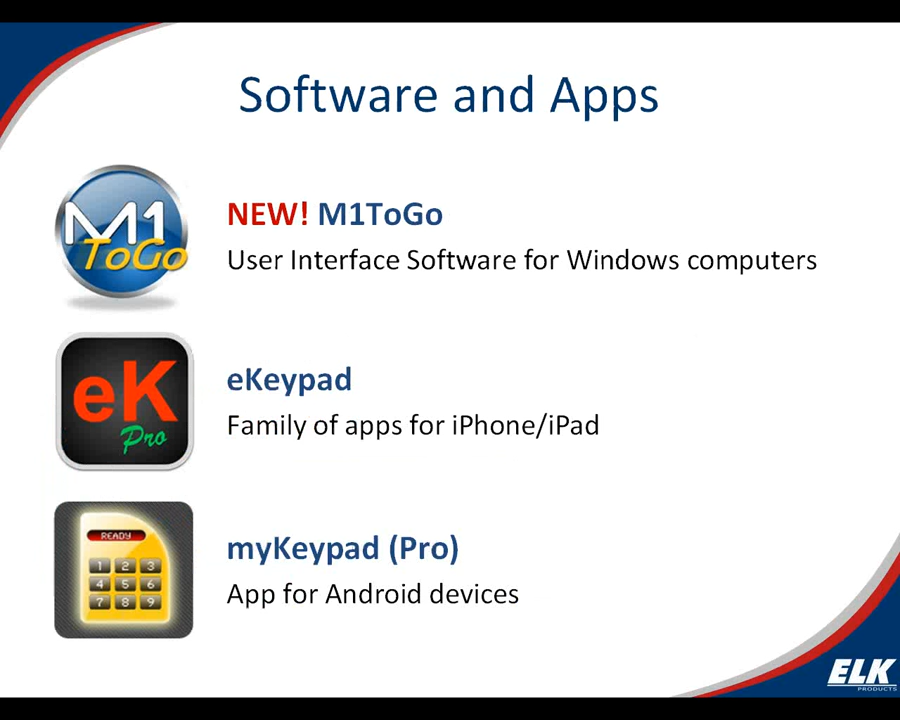 Software and Apps
M1
ToGo
NEW! M1ToGo
User Interface Software for Windows computers
eK
Pro
eKeypad
Family of apps for iPhone/iPad
READY
1 2 3
4 5 6
7 8 9
myKeypad (Pro)
App for Android devices
ELK
PRODUCTS